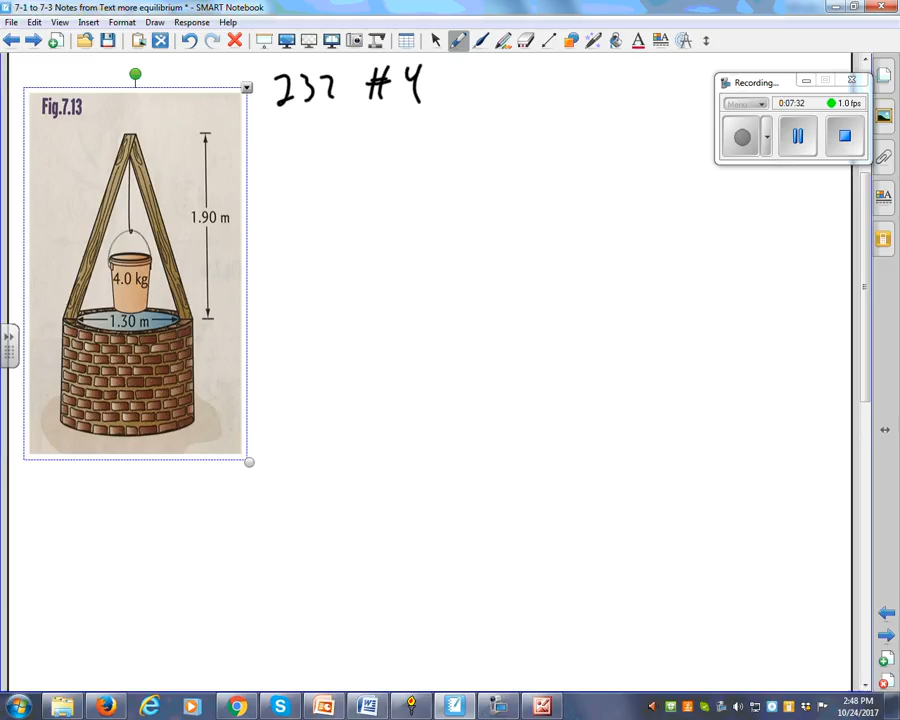 7-1 to 7-3 Notes from Text more equilibrium * - SMART Notebook
File Edit View Insert Format Draw Response Help
237 #4
Recording...
Menu
0:07:32
1.0 fps
Fig.7.13
1.90 m
4.0 kg
1.30 m
2:48 PM
10/24/2017